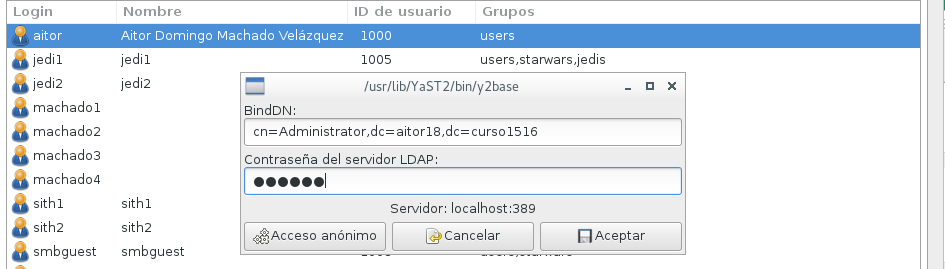 Login Nombre ID de usuario Grupos
aitor Aitor Domingo Machado Velázquez 1000 users
jedi1 jedi1 1005 users,starwars,jedis
jedi2 jedi2
/usr/lib/YaST2/bin/y2base
machado1
BindDN:
machado2
cn=Administrator,dc=aitor18,dc=curso1516
machado3
Contraseña del servidor LDAP:
machado4
●●●●●●
sith1 sith1
Servidor: localhost:389
sith2 sith2
Acceso anónimo Cancelar Aceptar
smbguest smbguest